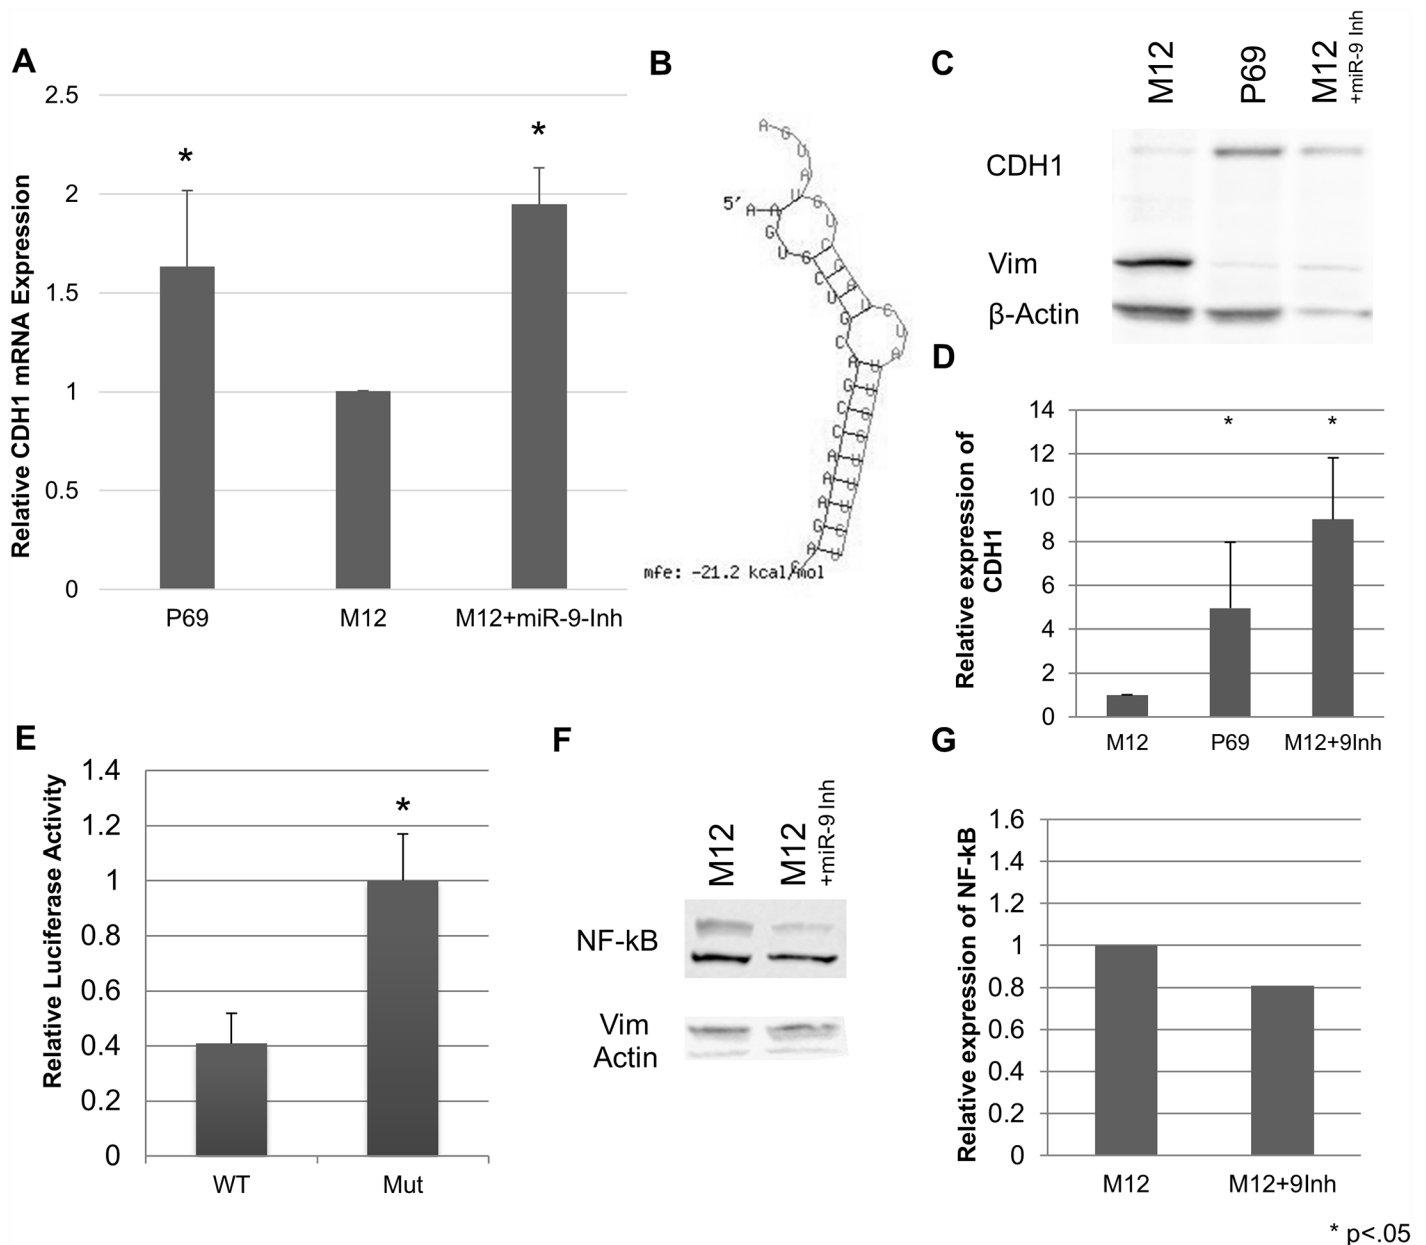 A
Relative CDH1 mRNA Expression
2.5
2
1.5
1
0.5
0
*
*
P69
M12
M12+miR-9-Inh
B
5'
mfe: -21.2 kcal/mol
C
M12
P69
M12
+miR-9 Inh
CDH1
Vim
β-Actin
D
Relative expression of
CDH1
14
12
10
8
6
4
2
0
*
*
M12
P69
M12+9Inh
E
Relative Luciferase Activity
1.4
1.2
1
0.8
0.6
0.4
0.2
0
*
WT
Mut
F
M12
M12
+miR-9 Inh
NF-kB
Vim
Actin
G
Relative expression of NF-kB
1.6
1.4
1.2
1
0.8
0.6
0.4
0.2
0
M12
M12+9Inh
* p<.05